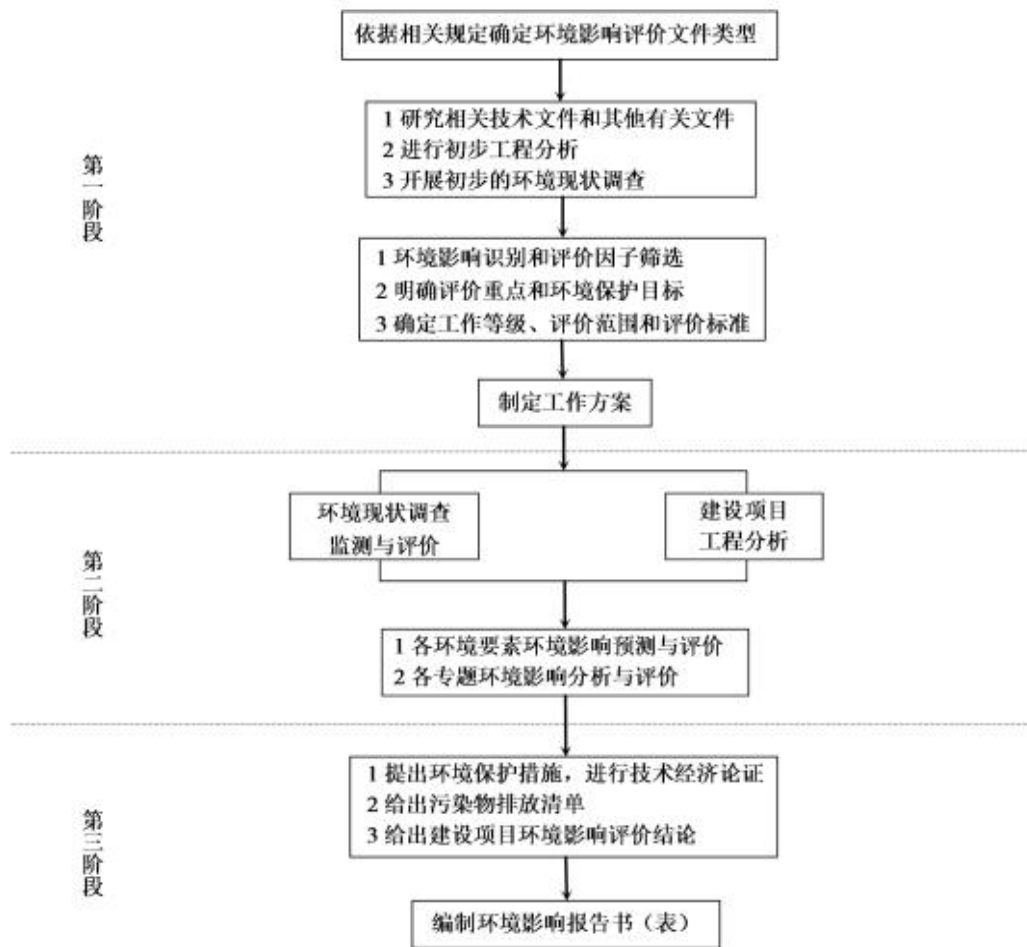 依据相关规定确定环境影响评价文件类型
1 研究相关技术文件和其他有关文件
2 进行初步工程分析
3 开展初步的环境现状调查
第一阶段
1 环境影响识别和评价因子筛选
2 明确评价重点和环境保护目标
3 确定工作等级、评价范围和评价标准
制定工作方案
环境现状调查
监测与评价
建设项目
工程分析
第二阶段
1 各环境要素环境影响预测与评价
2 各专题环境影响分析与评价
1 提出环境保护措施，进行技术经济论证
2 给出污染物排放清单
3 给出建设项目环境影响评价结论
第三阶段
编制环境影响报告书（表）